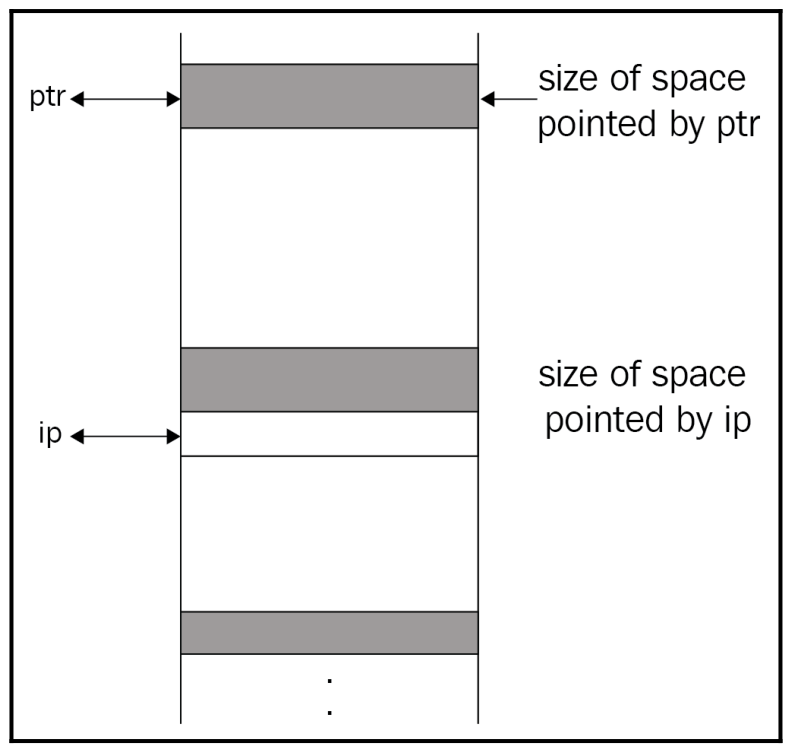 ptr
size of space
pointed by ptr
size of space
pointed by ip
ip
.
.